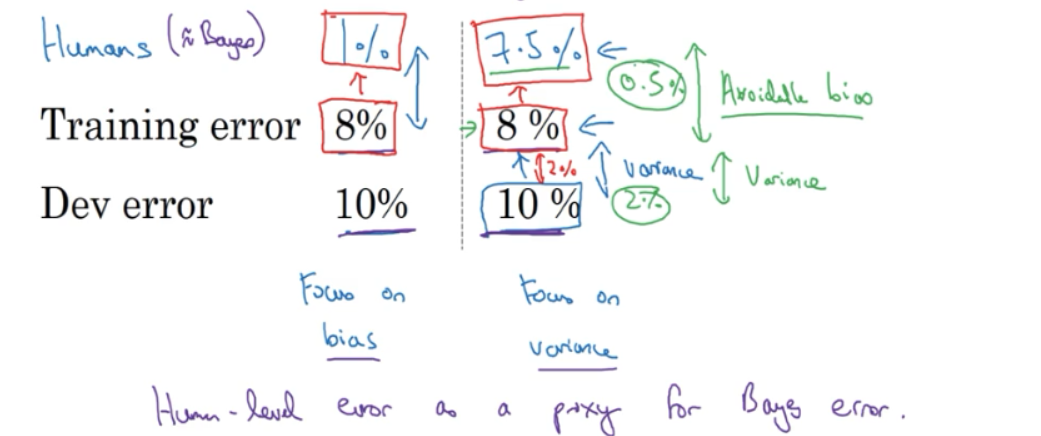 Humans (≈ Bayes) 1% 7.5%
0.5% Avoidable bias
Training error 8% 8 %
2% Variance Variance
Dev error 10% 10 % 2%
Focus on Focus on
bias variance
Human-level error as a proxy for Bayes error.